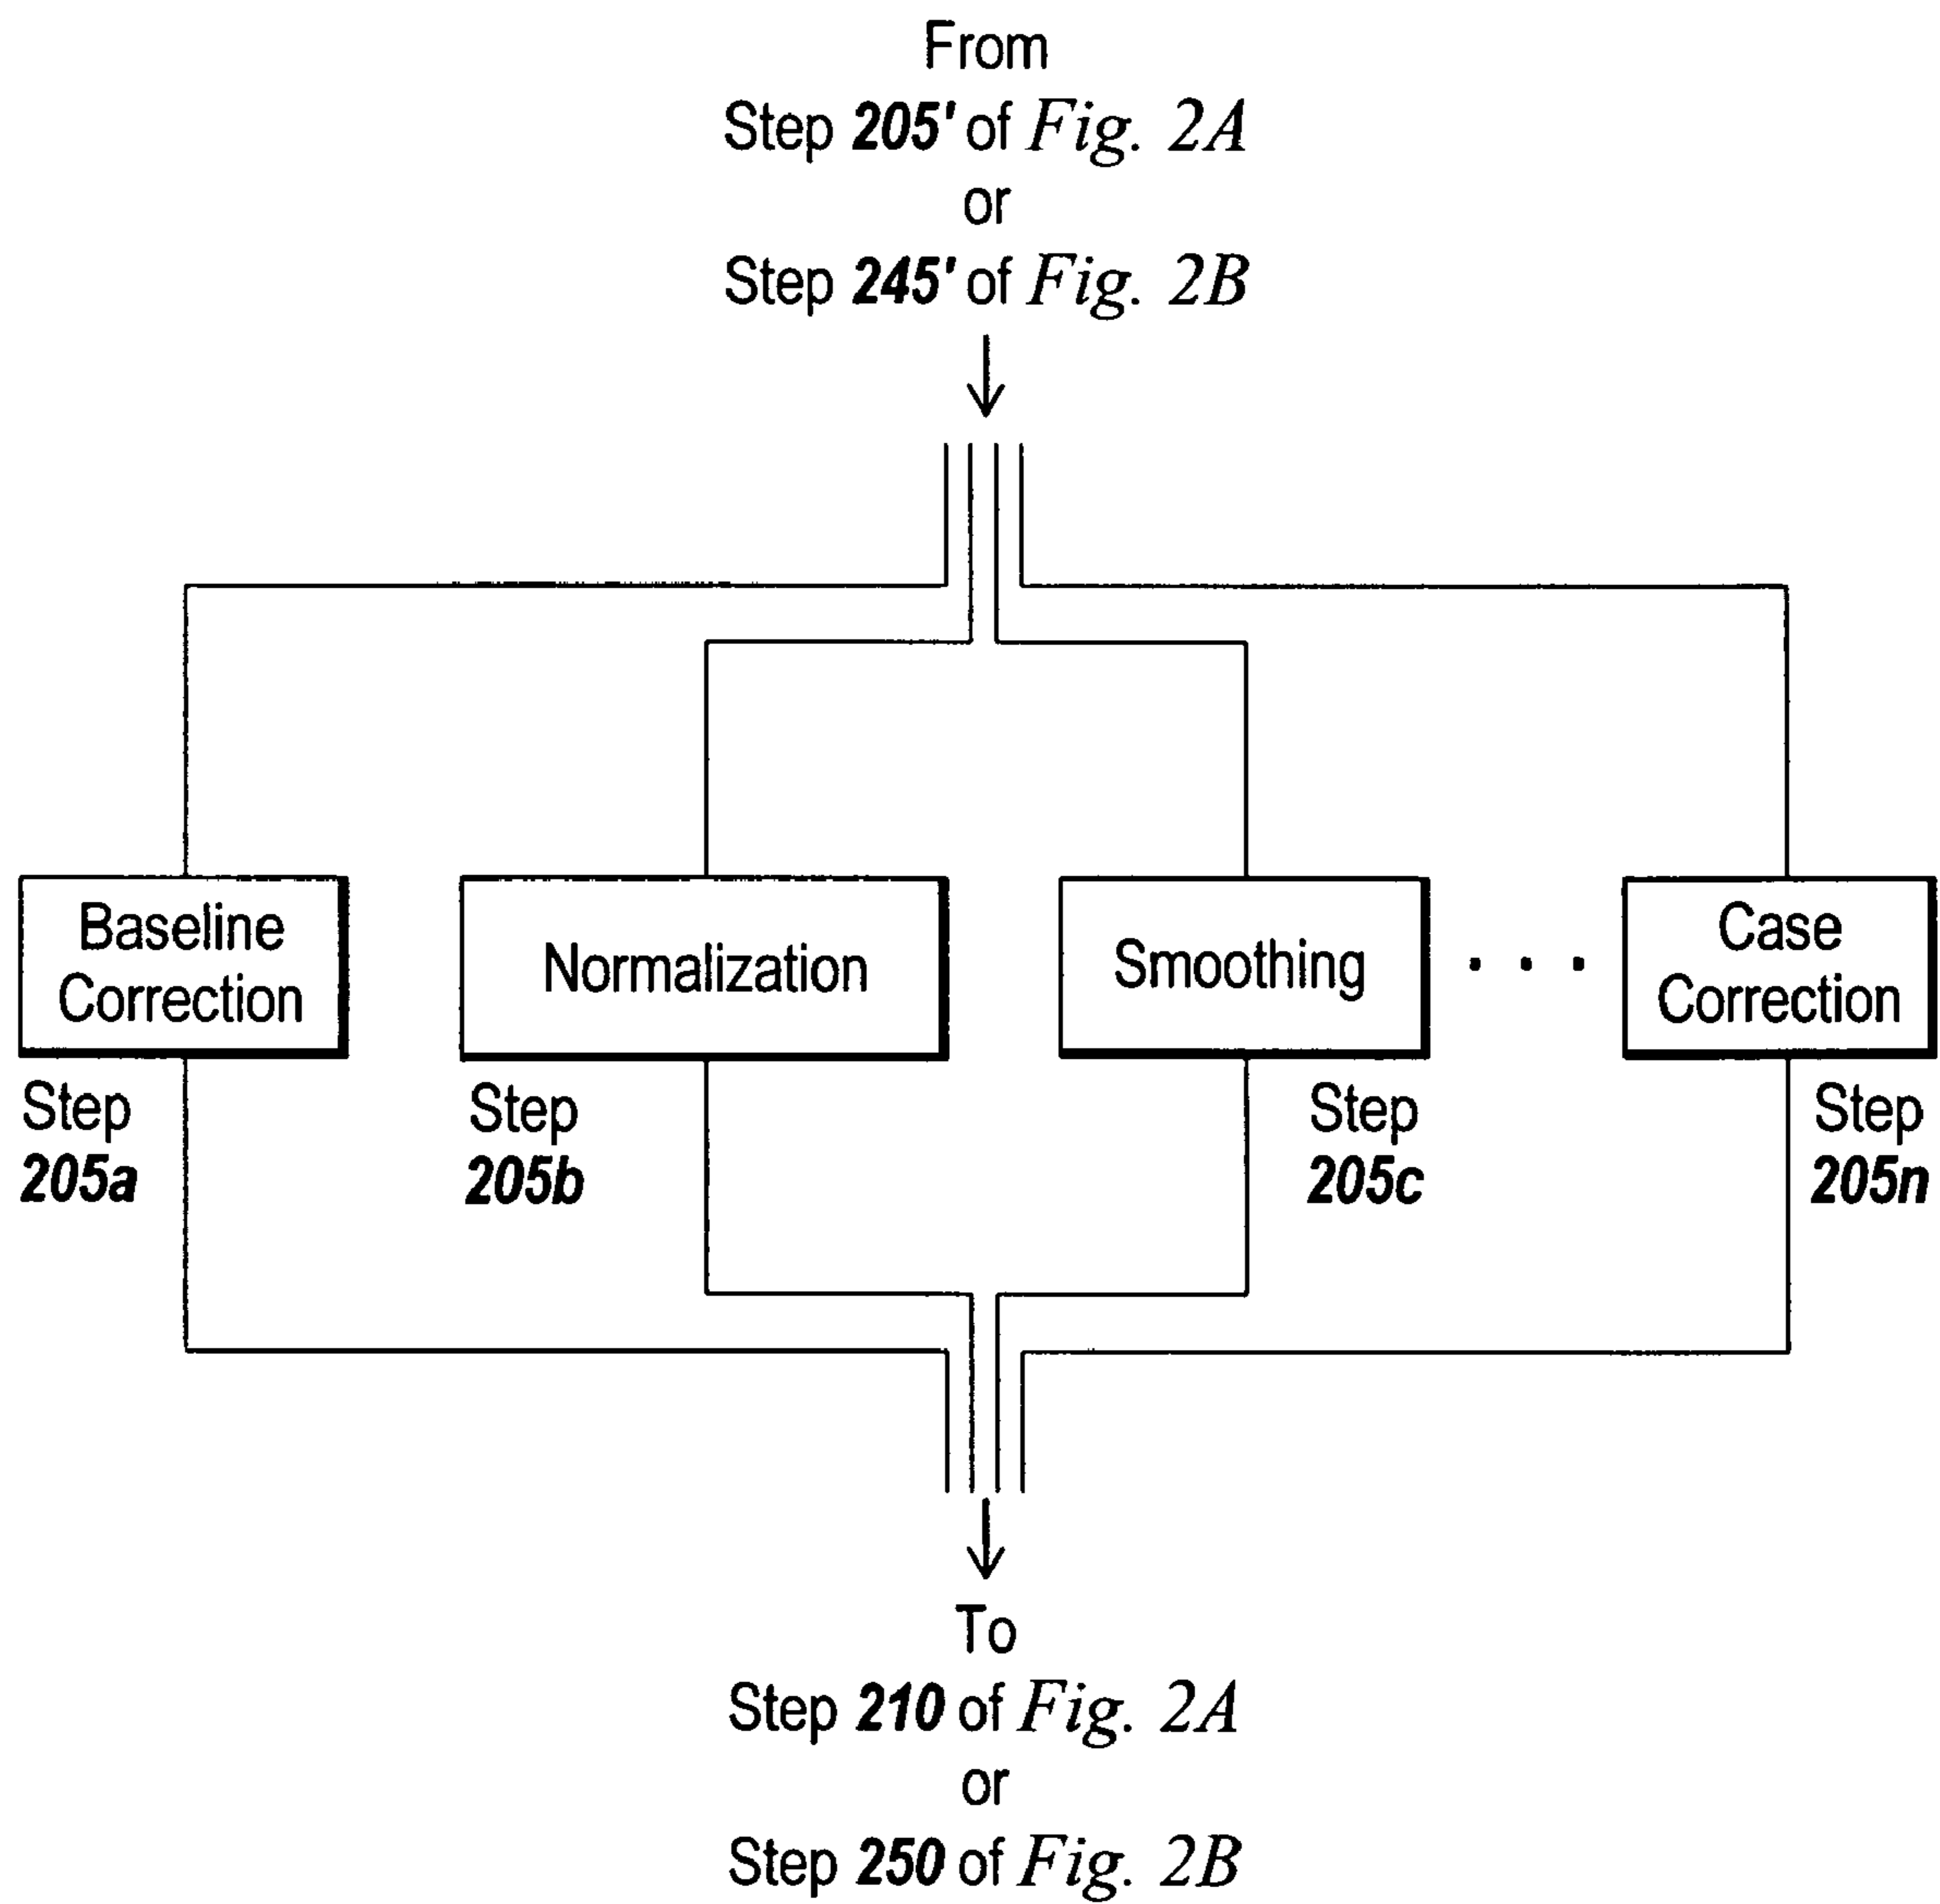 From
Step 205' of Fig. 2A
or
Step 245' of Fig. 2B
Baseline
Correction
Step
205a
Normalization
Step
205b
Smoothing
Step
205c
. . .
Case
Correction
Step
205n
To
Step 210 of Fig. 2A
or
Step 250 of Fig. 2B